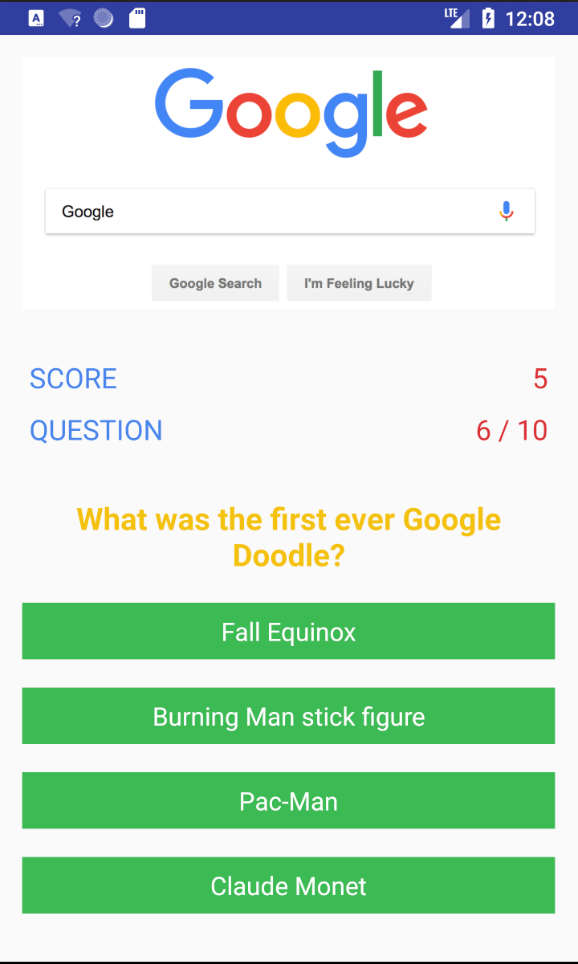 A
?
LTE
12:08
Google
Google
Google Search
I'm Feeling Lucky
SCORE
5
QUESTION
6 / 10
What was the first ever Google
Doodle?
Fall Equinox
Burning Man stick figure
Pac-Man
Claude Monet